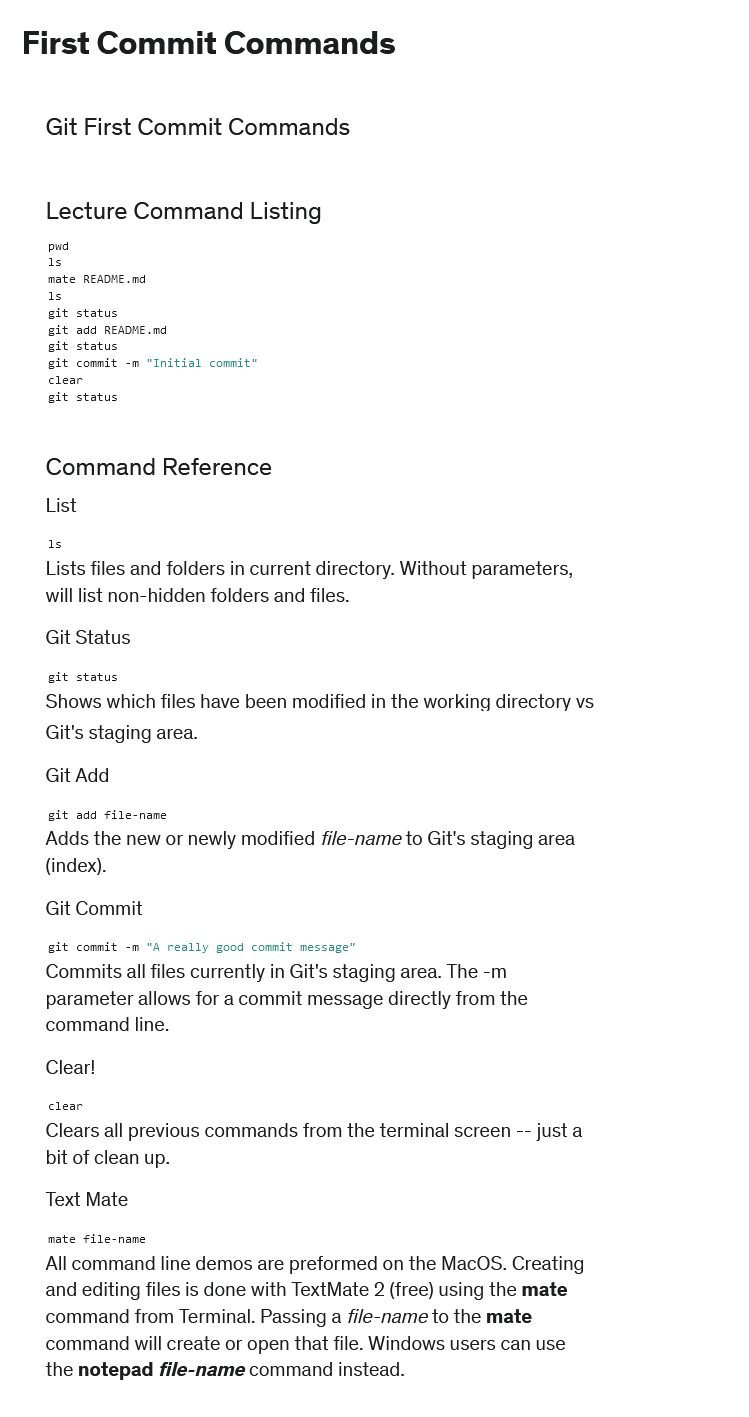 First Commit Commands
Git First Commit Commands
Lecture Command Listing
pwd
ls
mate README.md
ls
git status
git add README.md
git status
git commit -m "Initial commit"
clear
git status
Command Reference
List
ls
Lists files and folders in current directory. Without parameters,
will list non-hidden folders and files.
Git Status
git status
Shows which files have been modified in the working directory vs
Git's staging area.
Git Add
git add file-name
Adds the new or newly modified file-name to Git's staging area
(index).
Git Commit
git commit -m "A really good commit message"
Commits all files currently in Git's staging area. The -m
parameter allows for a commit message directly from the
command line.
Clear!
clear
Clears all previous commands from the terminal screen -- just a
bit of clean up.
Text Mate
mate file-name
All command line demos are preformed on the MacOS. Creating
and editing files is done with TextMate 2 (free) using the mate
command from Terminal. Passing a file-name to the mate
command will create or open that file. Windows users can use
the notepad file-name command instead.